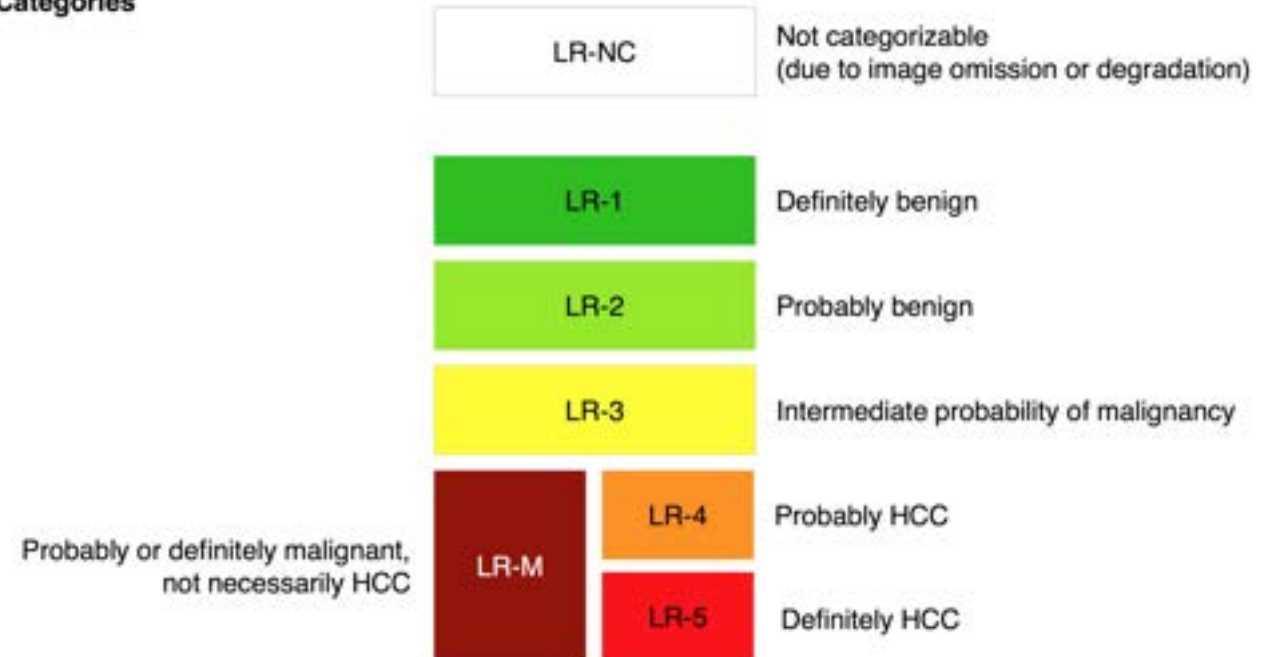 Categories
LR-NC
Not categorizable
(due to image omission or degradation)
LR-1
Definitely benign
LR-2
Probably benign
LR-3
Intermediate probability of malignancy
Probably or definitely malignant,
not necessarily HCC
LR-M
LR-4
Probably HCC
LR-5
Definitely HCC